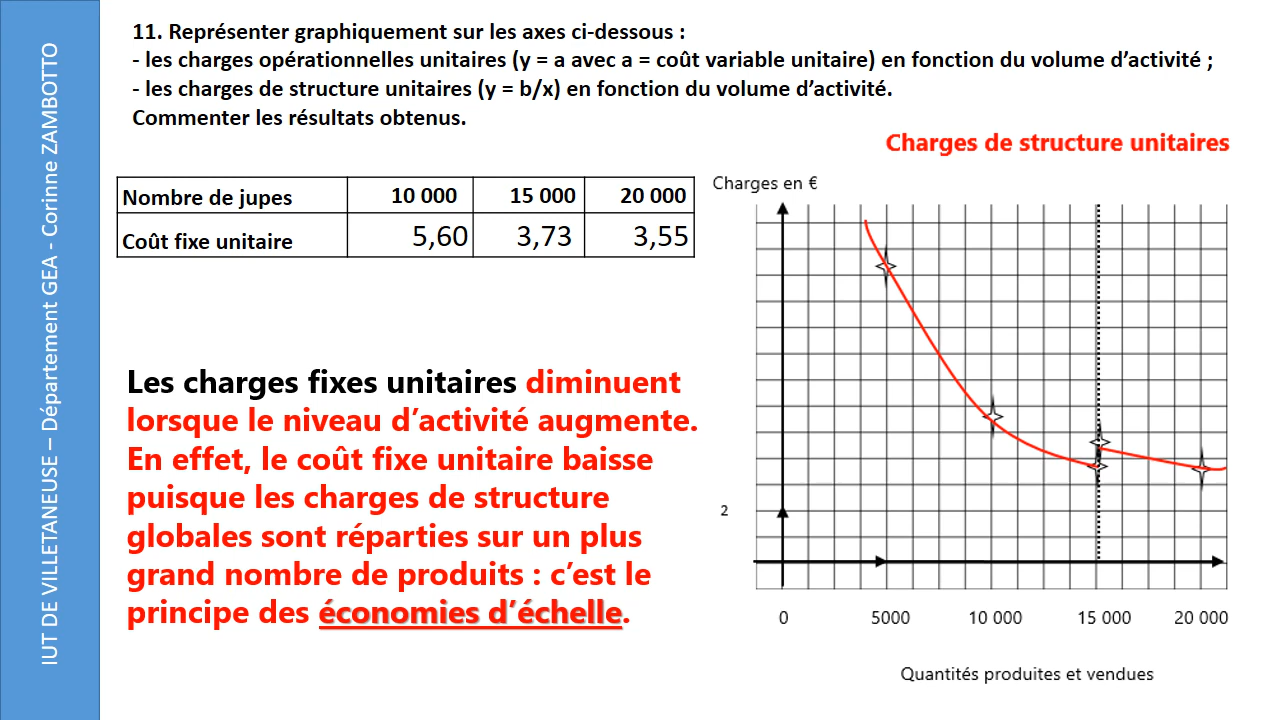 IUT DE VILLETANEUSE – Département GEA - Corinne ZAMBOTTO
11. Représenter graphiquement sur les axes ci-dessous :
- les charges opérationnelles unitaires (y = a avec a = coût variable unitaire) en fonction du volume d’activité ;
- les charges de structure unitaires (y = b/x) en fonction du volume d’activité.
Commenter les résultats obtenus.
Charges de structure unitaires
Nombre de jupes 10 000 15 000 20 000
Coût fixe unitaire 5,60 3,73 3,55
Les charges fixes unitaires diminuent
lorsque le niveau d’activité augmente.
En effet, le coût fixe unitaire baisse
puisque les charges de structure
globales sont réparties sur un plus
grand nombre de produits : c’est le
principe des économies d’échelle.
Charges en €
2
0 5000 10 000 15 000 20 000
Quantités produites et vendues